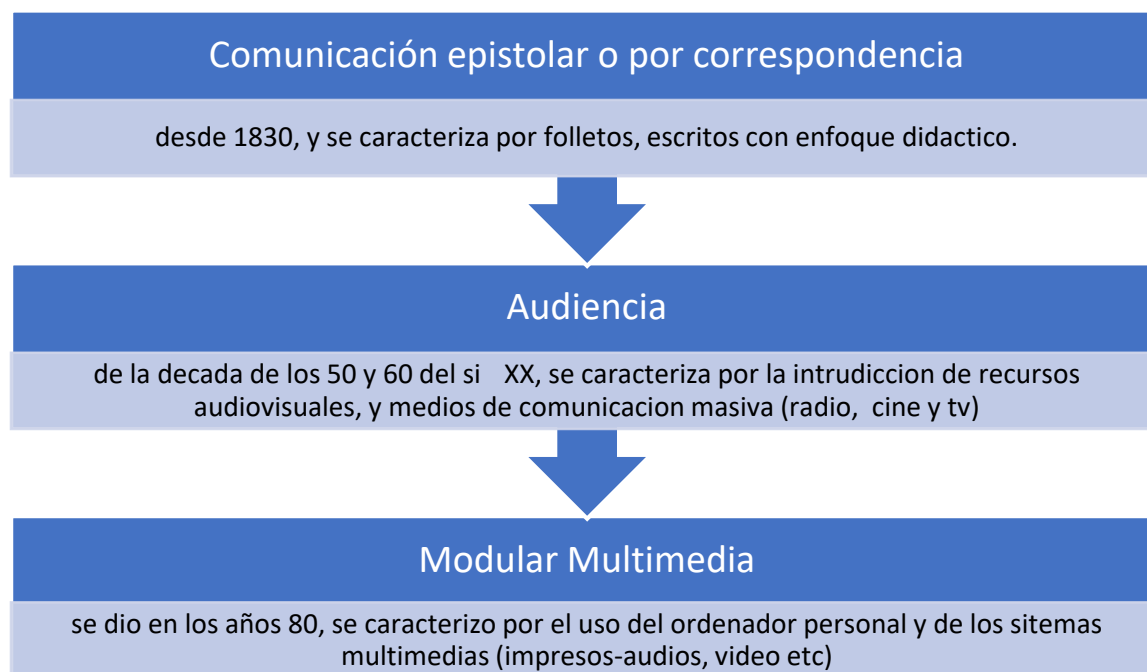 Comunicación epistolar o por correspondencia
desde 1830, y se caracteriza por folletos, escritos con enfoque didactico.
Audiencia
de la decada de los 50 y 60 del si XX, se caracteriza por la intrudiccion de recursos
audiovisuales, y medios de comunicacion masiva (radio, cine y tv)
Modular Multimedia
se dio en los años 80, se caracterizo por el uso del ordenador personal y de los sitemas
multimedias (impresos-audios, video etc)